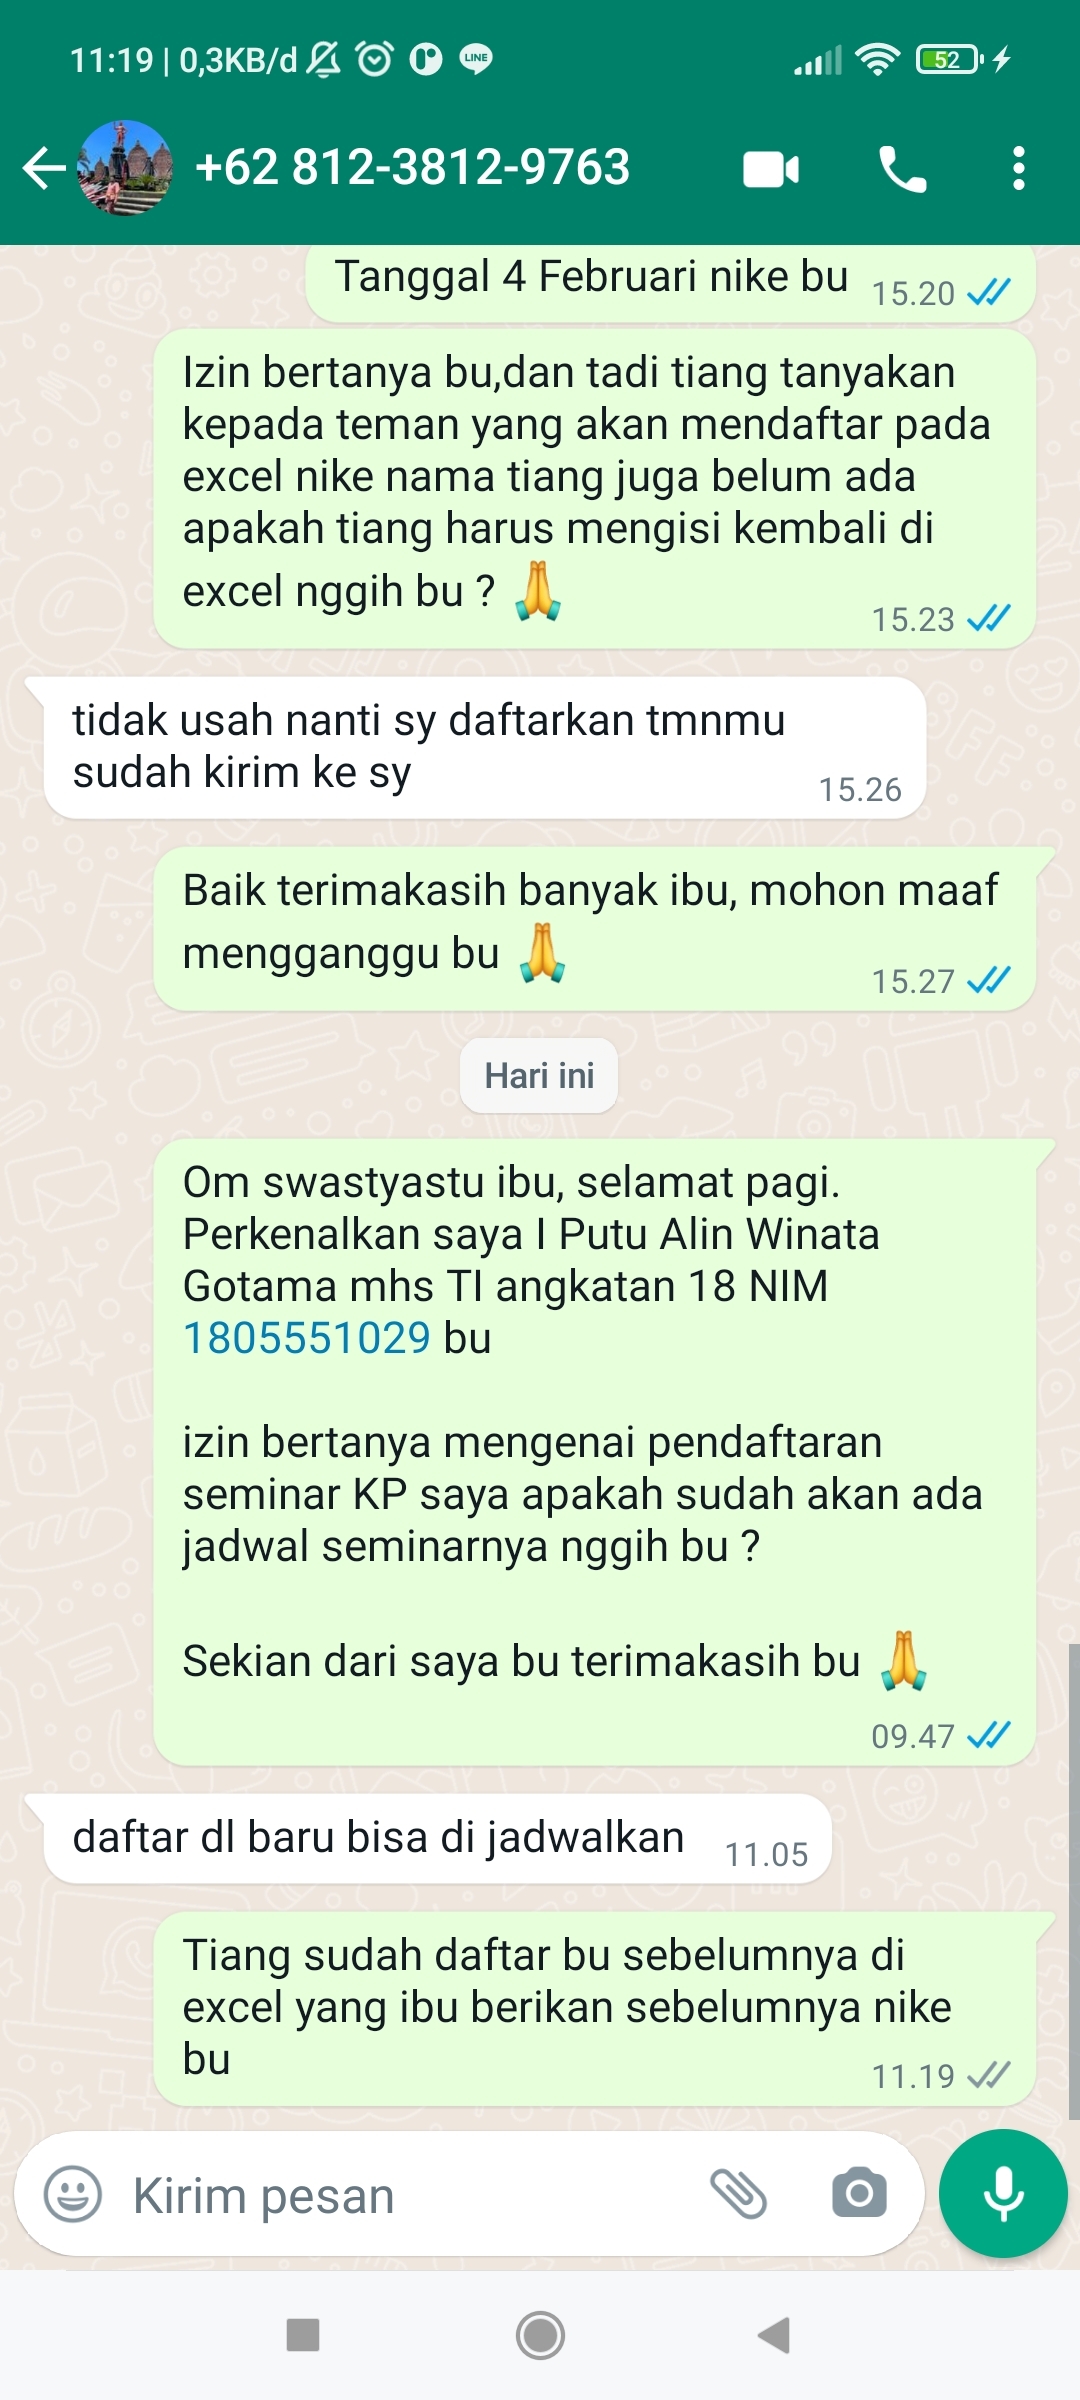 11:19 | 0,3KB/d
LINE
52
+62 812-3812-9763
Tanggal 4 Februari nike bu
15.20
Izin bertanya bu,dan tadi tiang tanyakan
kepada teman yang akan mendaftar pada
excel nike nama tiang juga belum ada
apakah tiang harus mengisi kembali di
excel nggih bu ? 🙏
15.23
tidak usah nanti sy daftarkan tmnmu
sudah kirim ke sy
15.26
Baik terimakasih banyak ibu, mohon maaf
mengganggu bu 🙏
15.27
Hari ini
Om swastyastu ibu, selamat pagi.
Perkenalkan saya I Putu Alin Winata
Gotama mhs TI angkatan 18 NIM
1805551029 bu
izin bertanya mengenai pendaftaran
seminar KP saya apakah sudah akan ada
jadwal seminarnya nggih bu ?
Sekian dari saya bu terimakasih bu 🙏
09.47
daftar dl baru bisa di jadwalkan
11.05
Tiang sudah daftar bu sebelumnya di
excel yang ibu berikan sebelumnya nike
bu
11.19
Kirim pesan